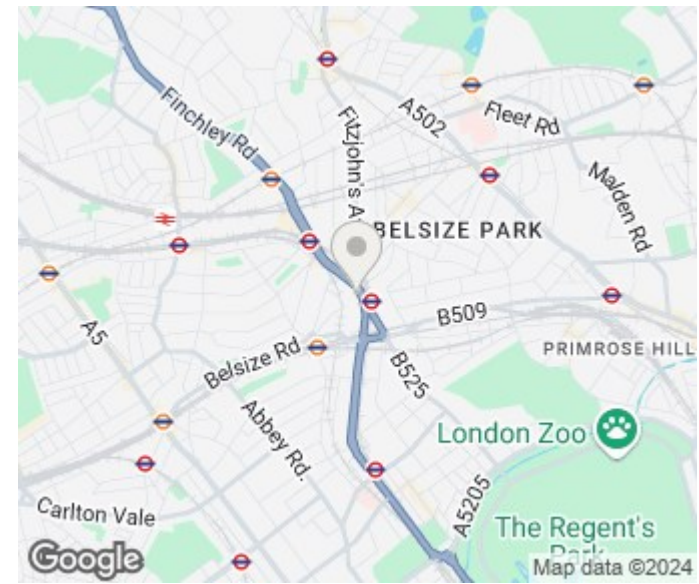 Finchley Rd
Fitzjohn's A
A502
Fleet Rd
Malden Rd
BELSIZE PARK
A5
B509
PRIMROSE HILL
Belsize Rd
B525
Abbey Rd.
London Zoo
A5205
Carlton Vale
The Regent's
Park
Google
Map data ©2024